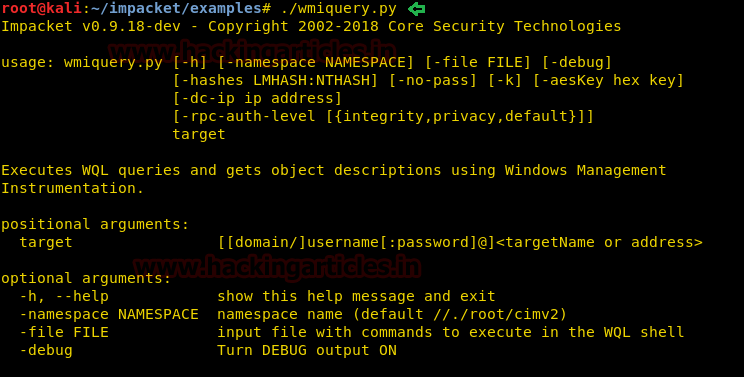 root@kali:~/impacket/examples# ./wmiquery.py
Impacket v0.9.18-dev - Copyright 2002-2018 Core Security Technologies
www.hackingarticles.in
usage: wmiquery.py [-h] [-namespace NAMESPACE] [-file FILE] [-debug]
                   [-hashes LMHASH:NTHASH] [-no-pass] [-k] [-aesKey hex key]
                   [-dc-ip ip address]
                   [-rpc-auth-level [{integrity,privacy,default}]]
                   target
Executes WQL queries and gets object descriptions using Windows Management
Instrumentation.
positional arguments:
  target                [[domain/]username[:password]@]<targetName or address>
www.hackingarticles.in
optional arguments:
  -h, --help            show this help message and exit
  -namespace NAMESPACE  namespace name (default //./root/cimv2)
  -file FILE            input file with commands to execute in the WQL shell
  -debug                Turn DEBUG output ON